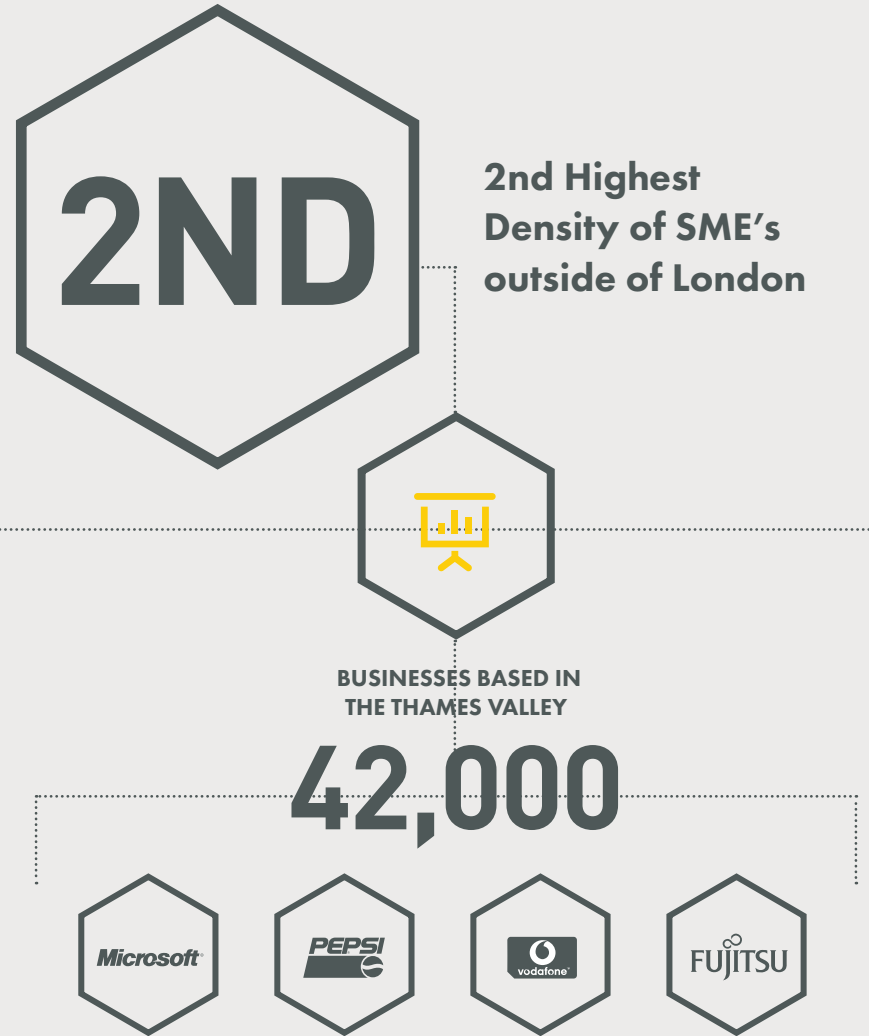 2ND
2nd Highest
Density of SME’s
outside of London
BUSINESSES BASED IN
THE THAMES VALLEY
42,000
Microsoft
PEPSI
vodafone
FUJITSU